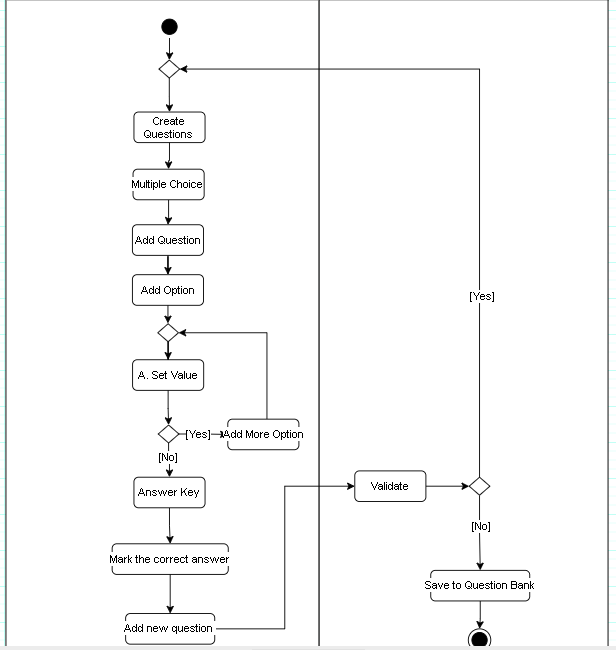 Create
Questions
Multiple Choice
Add Question
Add Option
[Yes]
A. Set Value
[Yes]
Add More Option
[No]
Answer Key
Validate
[No]
Mark the correct answer
Save to Question Bank
Add new question